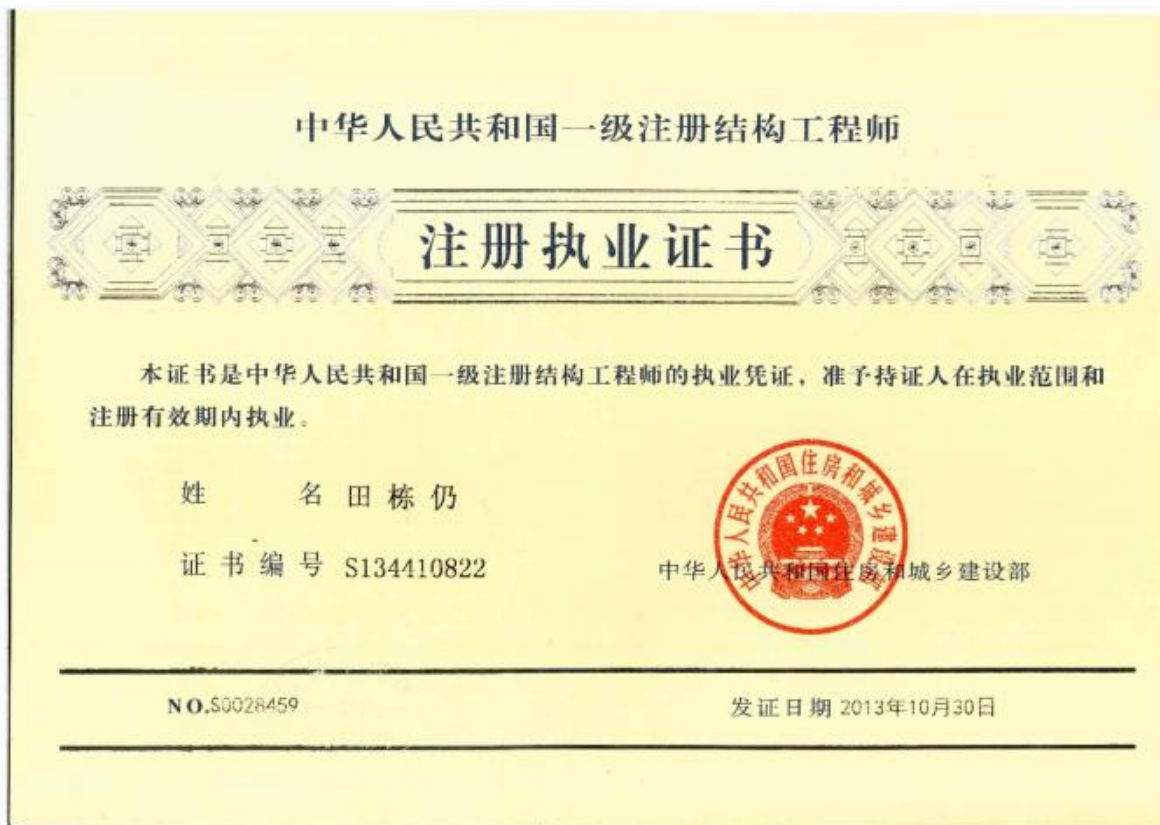 中华人民共和国一级注册结构工程师
注册执业证书
本证书是中华人民共和国一级注册结构工程师的执业凭证，准予持证人在执业范围和
注册有效期内执业。
姓 名 田栋仍
证书编号 S134410822
中华人民共和国住房和城乡建设部
中华人民共和国住房和城乡建设部
NO.S0028459
发证日期 2013年10月30日